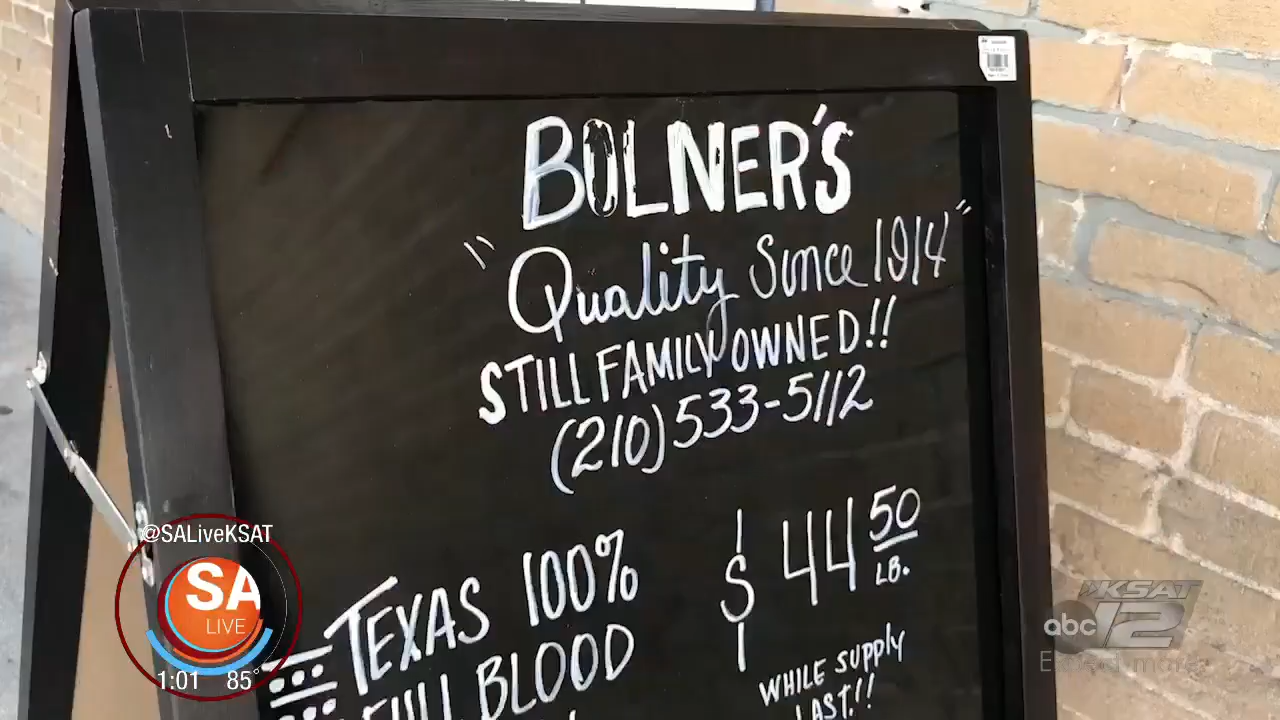 BOLNER'S
"Quality Since 1914"
STILL FAMILY OWNED!!
(210) 533-5112
TEXAS 100%
FULL BLOOD
$44 50
LB.
WHILE SUPPLY
LAST!!
@SALiveKSAT
SA
LIVE
1:01 85°
KSAT
abc 12